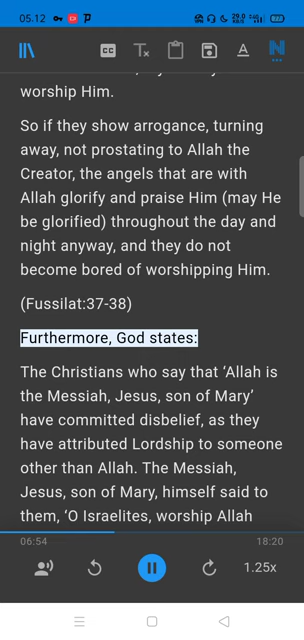 05.12
29.0
KB/S
CC
worship Him.
So if they show arrogance, turning
away, not prostating to Allah the
Creator, the angels that are with
Allah glorify and praise Him (may He
be glorified) throughout the day and
night anyway, and they do not
become bored of worshipping Him.
(Fussilat:37-38)
Furthermore, God states:
The Christians who say that ‘Allah is
the Messiah, Jesus, son of Mary’
have committed disbelief, as they
have attributed Lordship to someone
other than Allah. The Messiah,
Jesus, son of Mary, himself said to
them, ‘O Israelites, worship Allah
06:54
18:20
1.25x